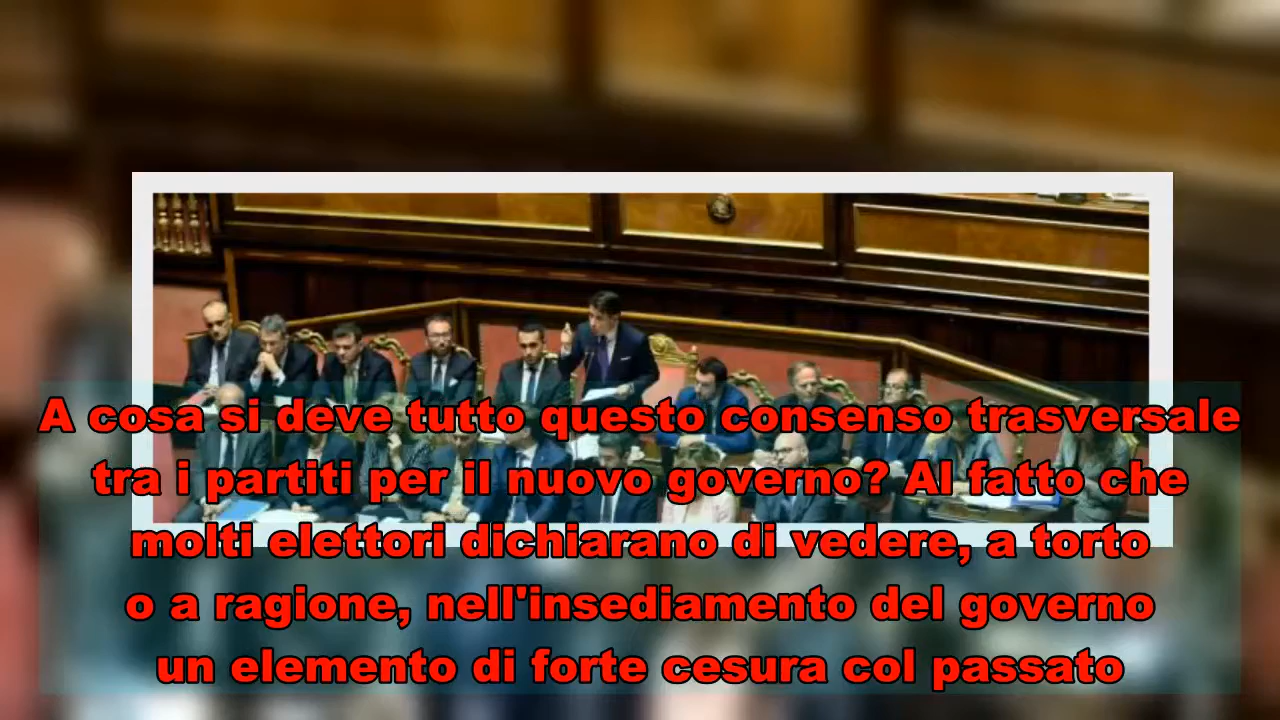 A cosa si deve tutto questo consenso trasversale
tra i partiti per il nuovo governo? Al fatto che
molti elettori dichiarano di vedere, a torto
o a ragione, nell'insediamento del governo
un elemento di forte cesura col passato